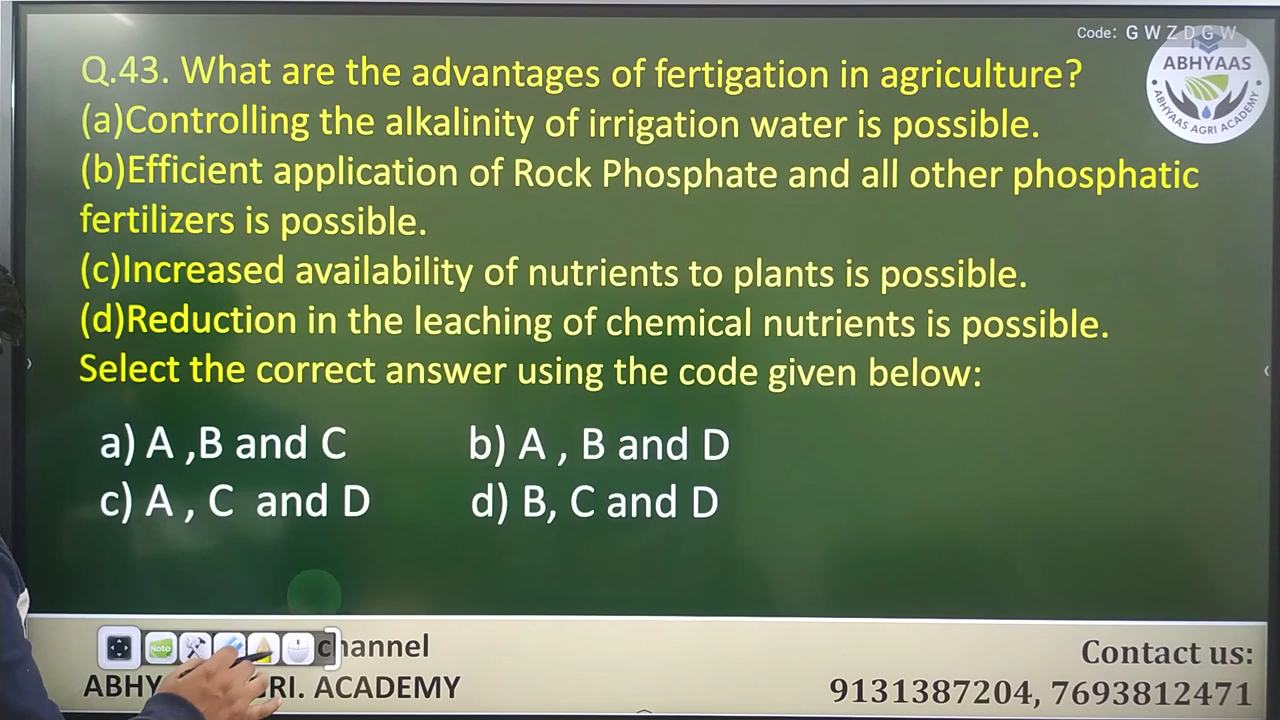 Code: G W Z D G W
Q.43. What are the advantages of fertigation in agriculture?
(a)Controlling the alkalinity of irrigation water is possible.
(b)Efficient application of Rock Phosphate and all other phosphatic
fertilizers is possible.
(c)Increased availability of nutrients to plants is possible.
(d)Reduction in the leaching of chemical nutrients is possible.
Select the correct answer using the code given below:
a) A ,B and C
b) A , B and D
c) A , C and D
d) B, C and D
ABHYAAS
ABHYAAS AGRI ACADEMY
Note
channel
ACADEMY
Contact us:
9131387204, 7693812471